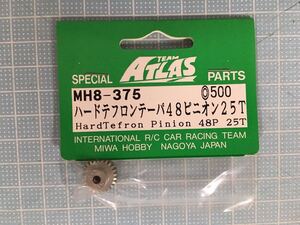 TEAM
SPECIAL ATLAS PARTS
MH8-375 ◎500
ハードテフロンテーパ48ピニオン25T
HardTefron Pinion 48P 25T
INTERNATIONAL R/C CAR RACING TEAM
MIWA HOBBY NAGOYA JAPAN